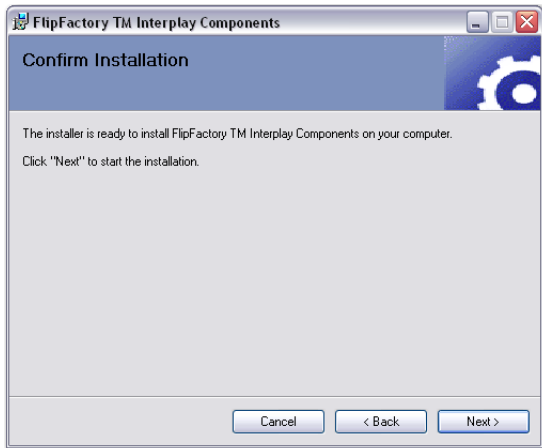 FlipFactory TM Interplay Components
Confirm Installation
The installer is ready to install FlipFactory TM Interplay Components on your computer.
Click "Next" to start the installation.
Cancel
< Back
Next >